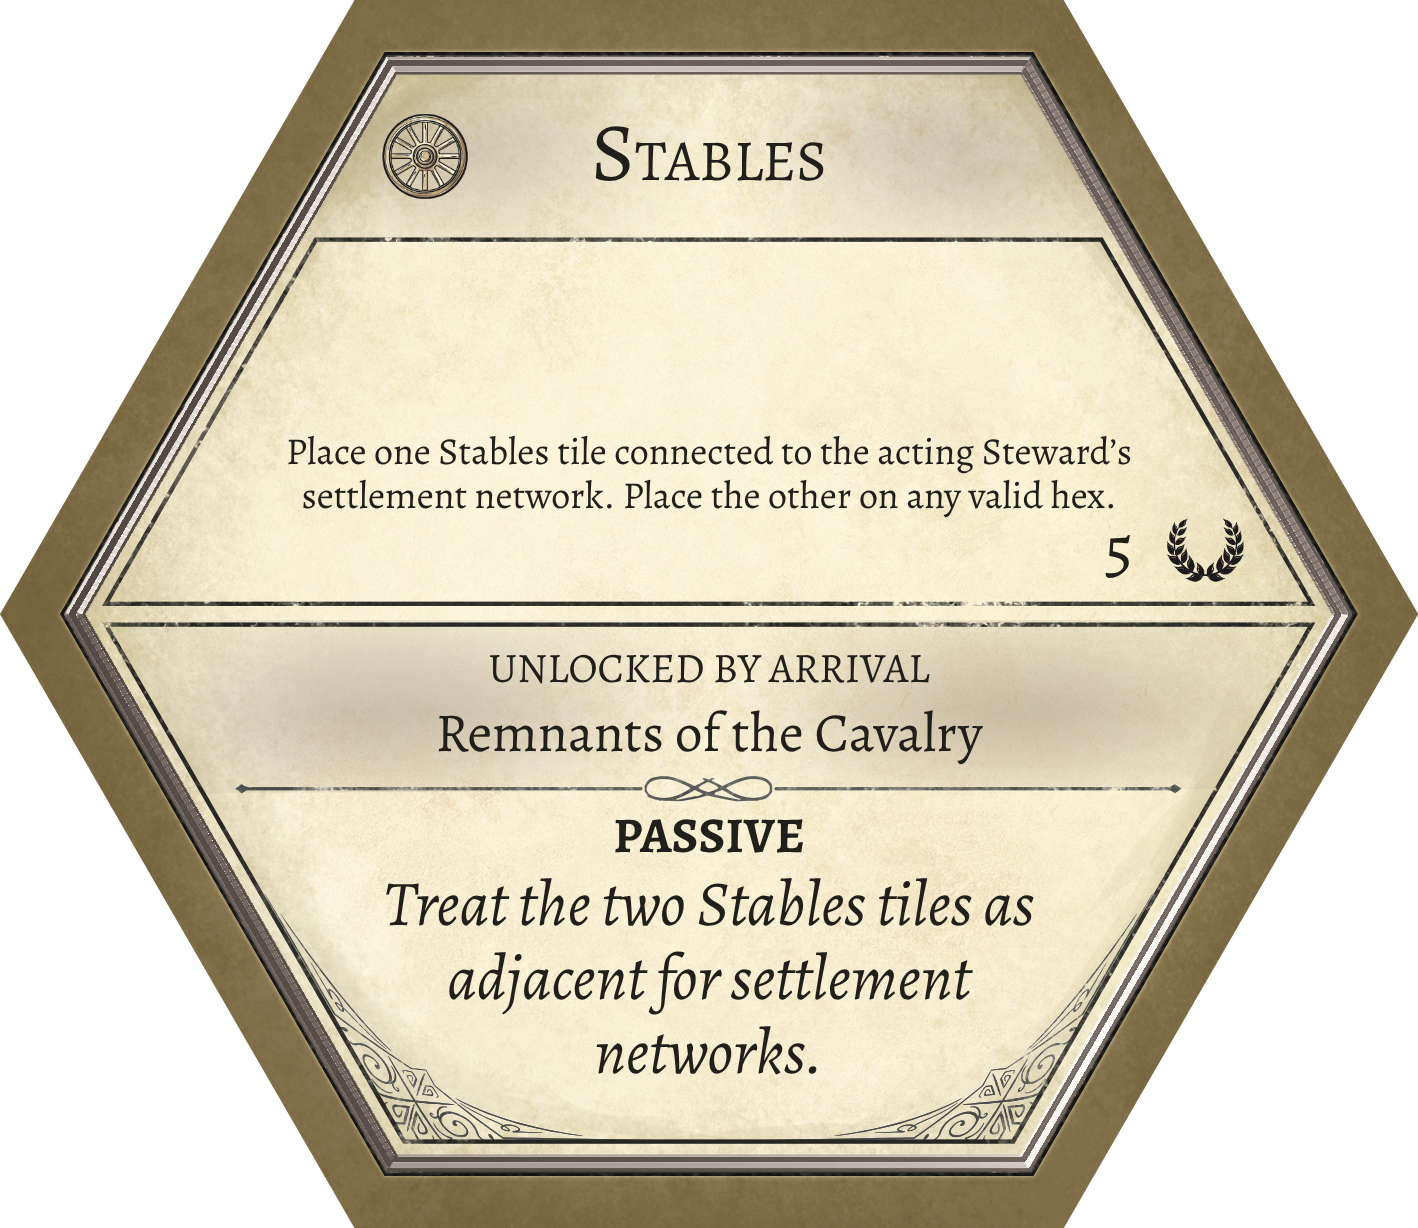 Stables
Place one Stables tile connected to the acting Steward’s
settlement network. Place the other on any valid hex.
5
UNLOCKED BY ARRIVAL
Remnants of the Cavalry
PASSIVE
Treat the two Stables tiles as
adjacent for settlement
networks.